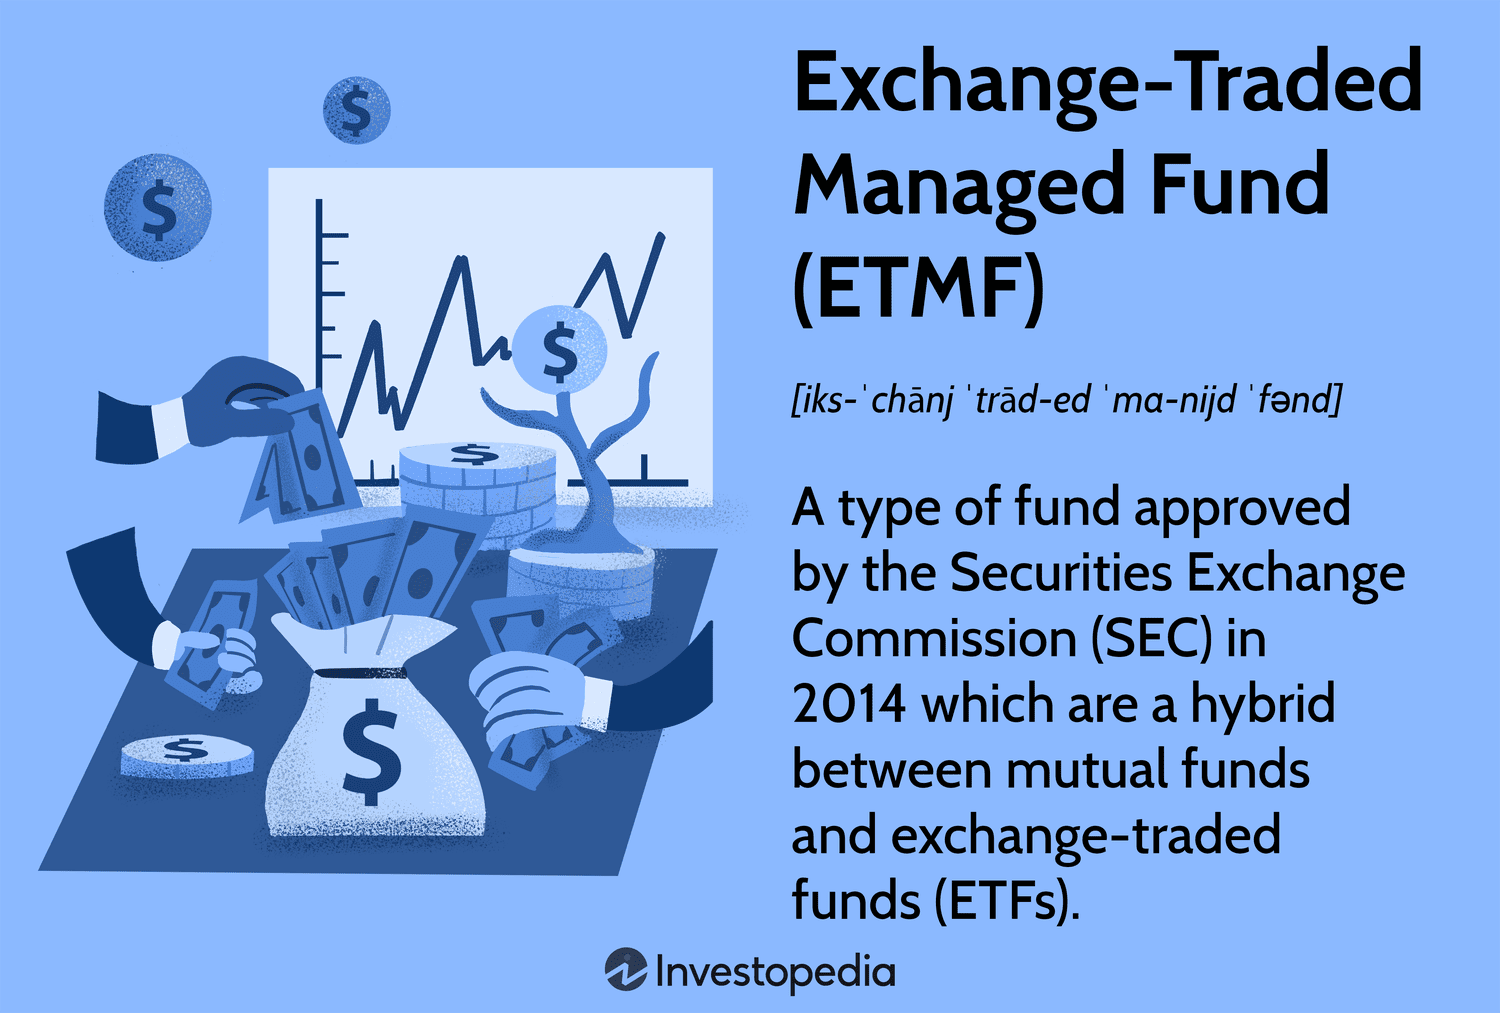 Exchange-Traded
Managed Fund
(ETMF)
[iks-ˈchānj ˈtrād-ed ˈma-nijd ˈfənd]
A type of fund approved
by the Securities Exchange
Commission (SEC) in
2014 which are a hybrid
between mutual funds
and exchange-traded
funds (ETFs).
$
$
$
$
$
$
Investopedia